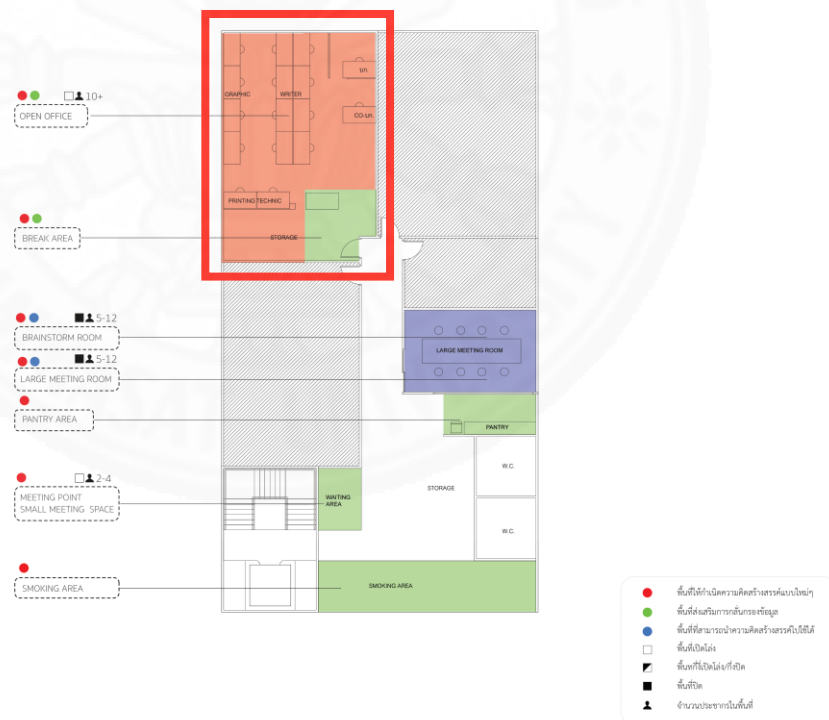 10+
OPEN OFFICE
BREAK AREA
5-12
BRAINSTORM ROOM
5-12
LARGE MEETING ROOM
PANTRY AREA
2-4
MEETING POINT
SMALL MEETING SPACE
SMOKING AREA
GRAPHIC
WRITER
บก.
CO-บก.
PRINTING TECHNIC
STORAGE
LARGE MEETING ROOM
PANTRY
W.C.
STORAGE
WAITING
AREA
W.C.
SMOKING AREA
พื้นที่ให้กำเนิดความคิดสร้างสรรค์แบบใหม่ๆ
พื้นที่ส่งเสริมการกลั่นกรองข้อมูล
พื้นที่ที่สามารถนำความคิดสร้างสรรค์ไปใช้ได้
พื้นที่เปิดโล่ง
พื้นที่กึ่งเปิดโล่ง/กึ่งปิด
พื้นที่ปิด
จำนวนประชากรในพื้นที่